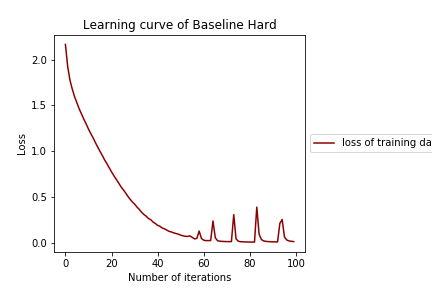 Learning curve of Baseline Hard
2.0
1.5
1.0
0.5
0.0
Loss
0 20 40 60 80 100
Number of iterations
loss of training da